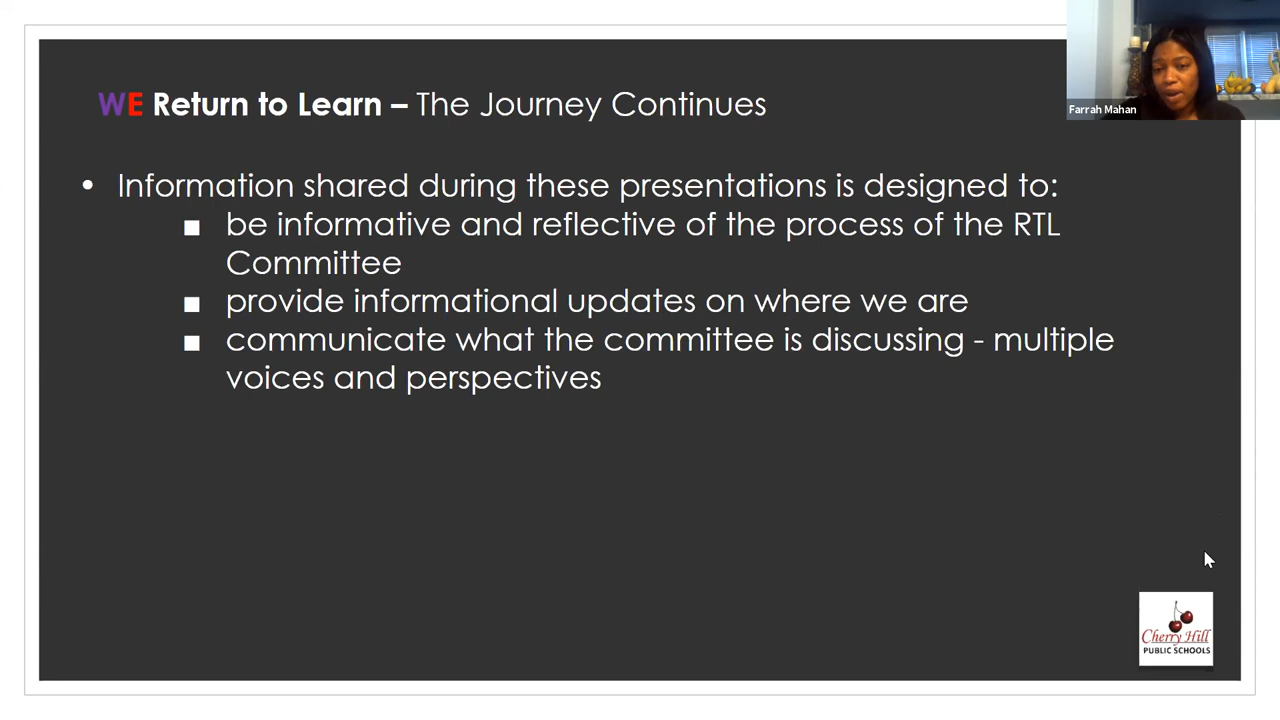 WE Return to Learn – The Journey Continues
Farrah Mahan
• Information shared during these presentations is designed to:
■ be informative and reflective of the process of the RTL
Committee
■ provide informational updates on where we are
■ communicate what the committee is discussing - multiple
voices and perspectives
Cherry Hill
PUBLIC SCHOOLS